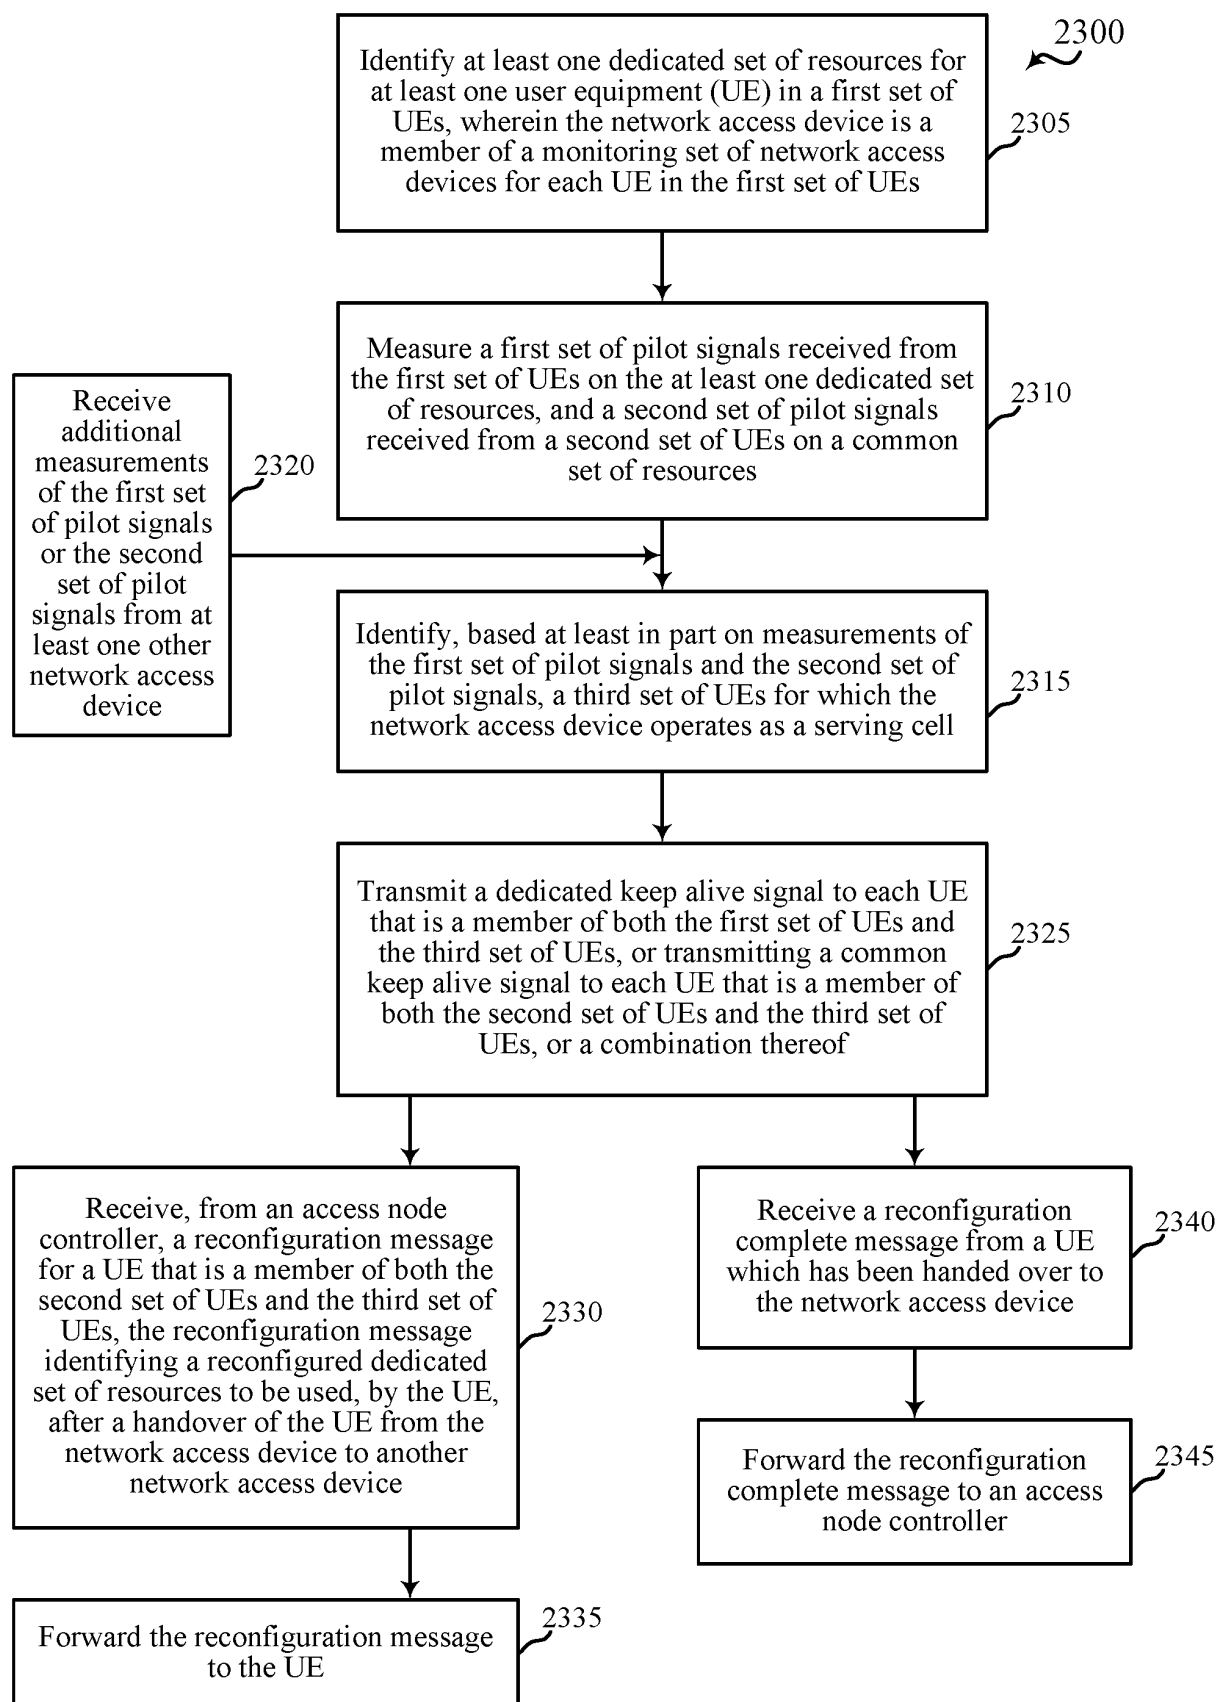 2300
Identify at least one dedicated set of resources for
at least one user equipment (UE) in a first set of
UEs, wherein the network access device is a
member of a monitoring set of network access
devices for each UE in the first set of UEs
2305
Measure a first set of pilot signals received from
the first set of UEs on the at least one dedicated set
of resources, and a second set of pilot signals
received from a second set of UEs on a common
set of resources
2310
Receive
additional
measurements
of the first set
of pilot signals
or the second
set of pilot
signals from at
least one other
network access
device
2320
Identify, based at least in part on measurements of
the first set of pilot signals and the second set of
pilot signals, a third set of UEs for which the
network access device operates as a serving cell
2315
Transmit a dedicated keep alive signal to each UE
that is a member of both the first set of UEs and
the third set of UEs, or transmitting a common
keep alive signal to each UE that is a member of
both the second set of UEs and the third set of
UEs, or a combination thereof
2325
Receive, from an access node
controller, a reconfiguration message
for a UE that is a member of both the
second set of UEs and the third set of
UEs, the reconfiguration message
identifying a reconfigured dedicated
set of resources to be used, by the UE,
after a handover of the UE from the
network access device to another
network access device
2330
Forward the reconfiguration message
to the UE
2335
Receive a reconfiguration
complete message from a UE
which has been handed over to
the network access device
2340
Forward the reconfiguration
complete message to an access
node controller
2345